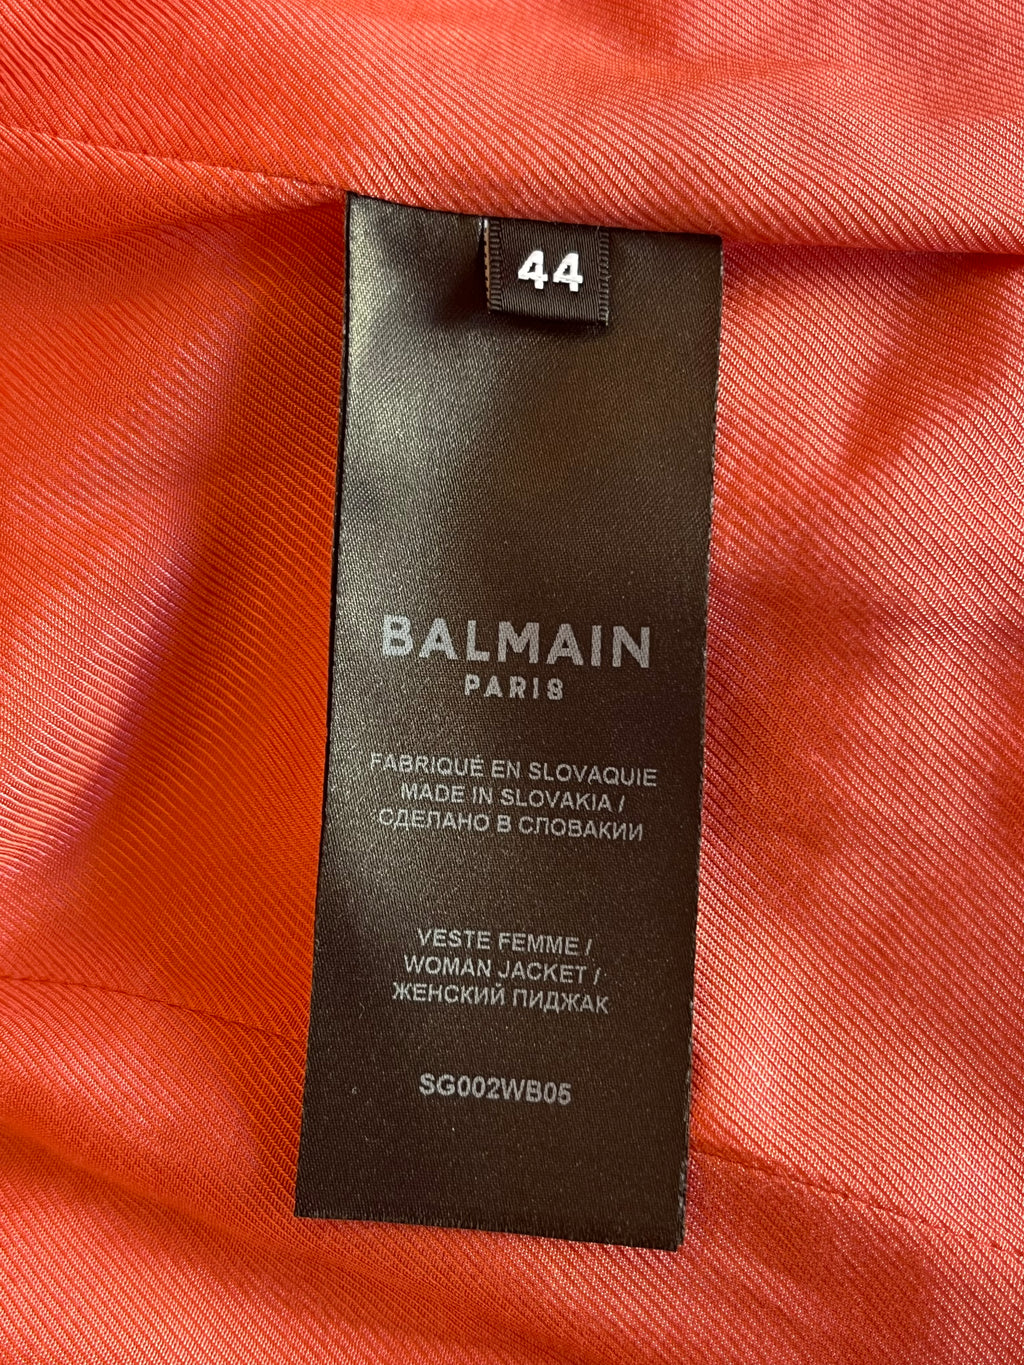 44
BALMAIN
PARIS
FABRIQUÉ EN SLOVAQUIE
MADE IN SLOVAKIA /
СДЕЛАНО В СЛОВАКИИ
VESTE FEMME /
WOMAN JACKET /
ЖЕНСКИЙ ПИДЖАК
SG002WB05